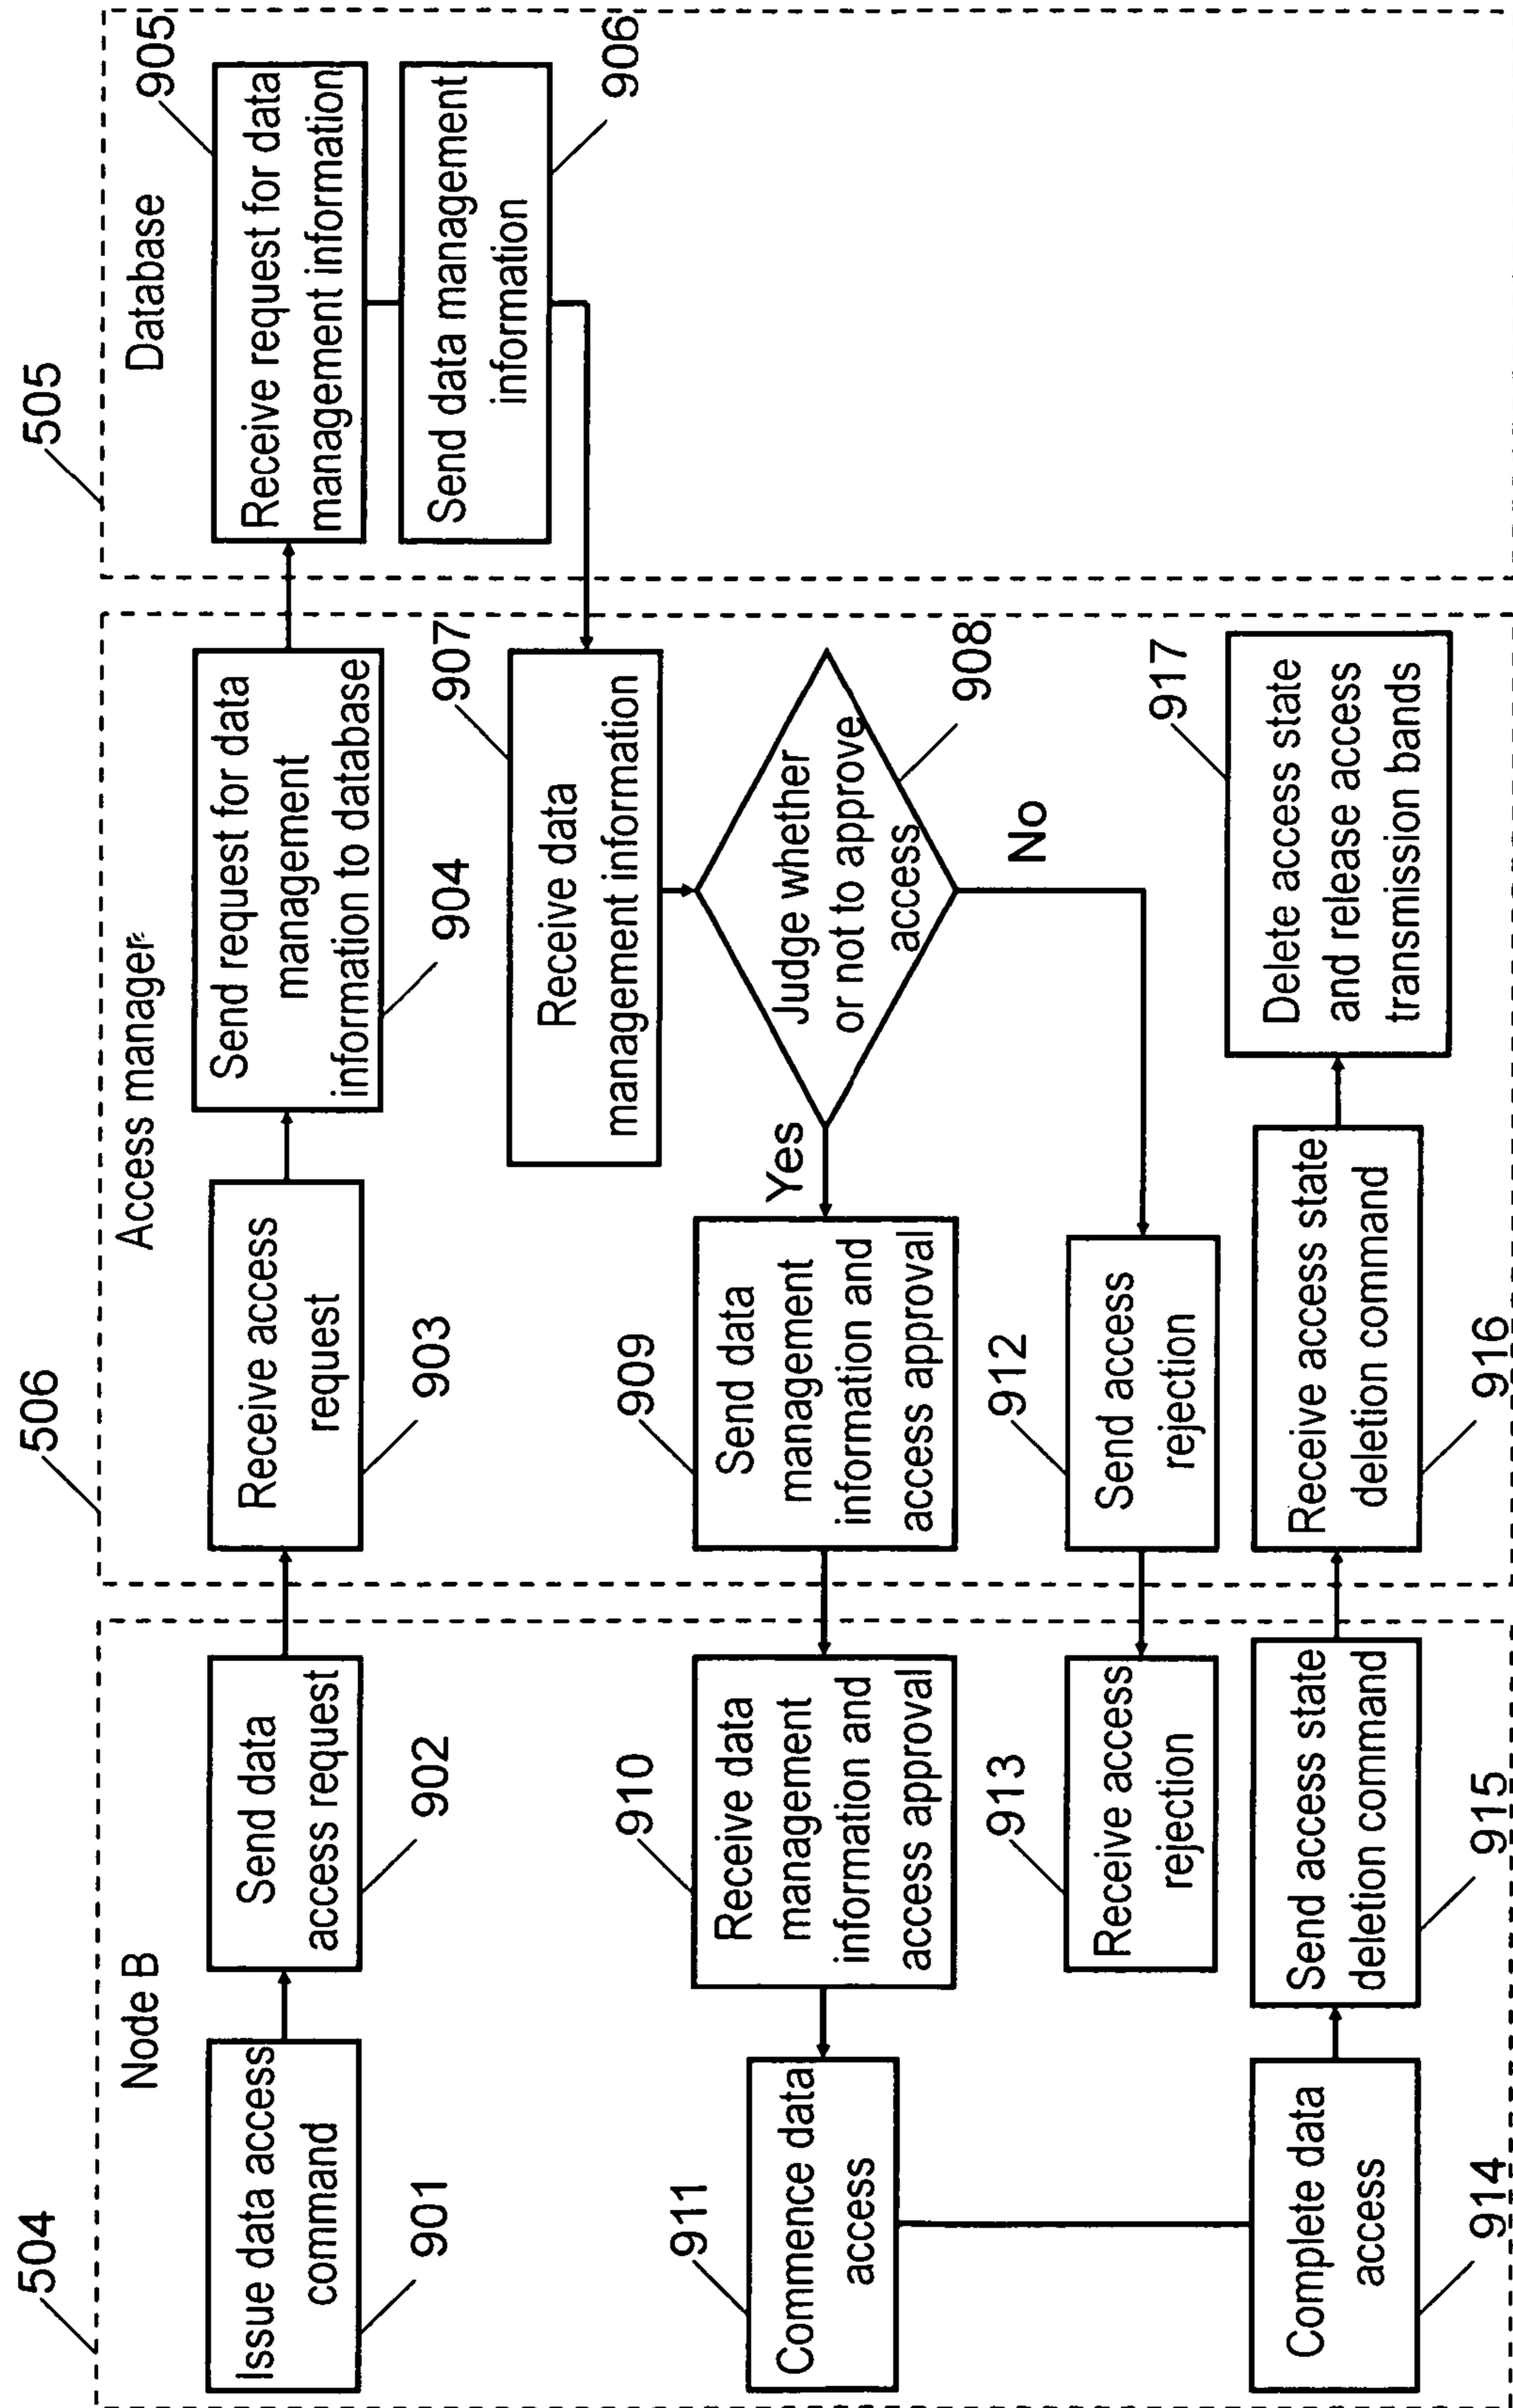 504
Node B
Issue data access
command
901
Send data
access request
902
506
Access manager
Receive access
request
903
Send request for data
management
information to database
904
505
Database
Receive request for data
management information
905
Send data management
information
906
907
Receive data
management information
Judge whether
or not to approve
access
908
Yes
No
909
Send data
management
information and
access approval
910
Receive data
management
information and
access approval
911
Commence data
access
912
Send access
rejection
913
Receive access
rejection
Complete data
access
914
Send access state
deletion command
915
Receive access state
deletion command
916
917
Delete access state
and release access
transmission bands